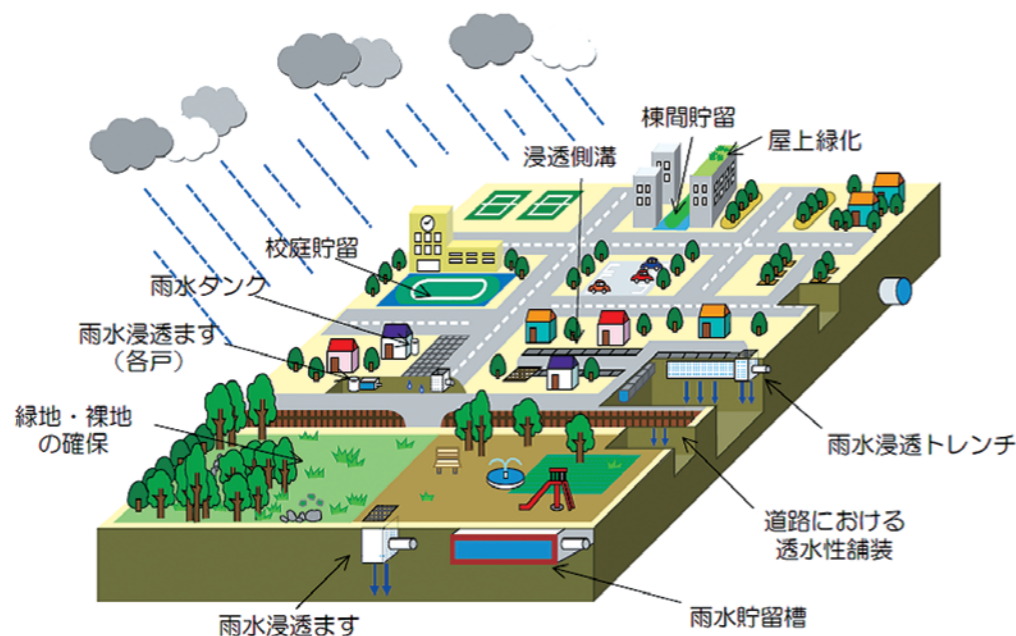 棟間貯留
屋上緑化
浸透側溝
校庭貯留
雨水タンク
雨水浸透ます
（各戸）
緑地・裸地
の確保
雨水浸透トレンチ
道路における
透水性舗装
雨水浸透ます
雨水貯留槽